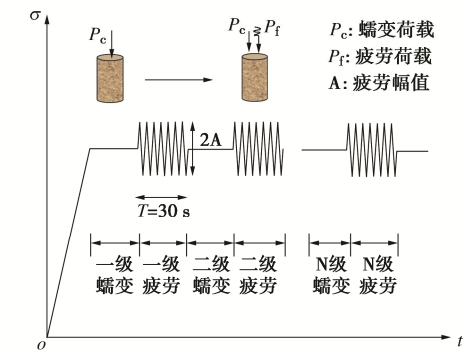 σ
P_c
P_c P_f
P_c: 蠕变荷载
P_f: 疲劳荷载
A: 疲劳幅值
2A
T=30 s
一级 一级 二级 二级 N级 N级
蠕变 疲劳 蠕变 疲劳 蠕变 疲劳
o
t